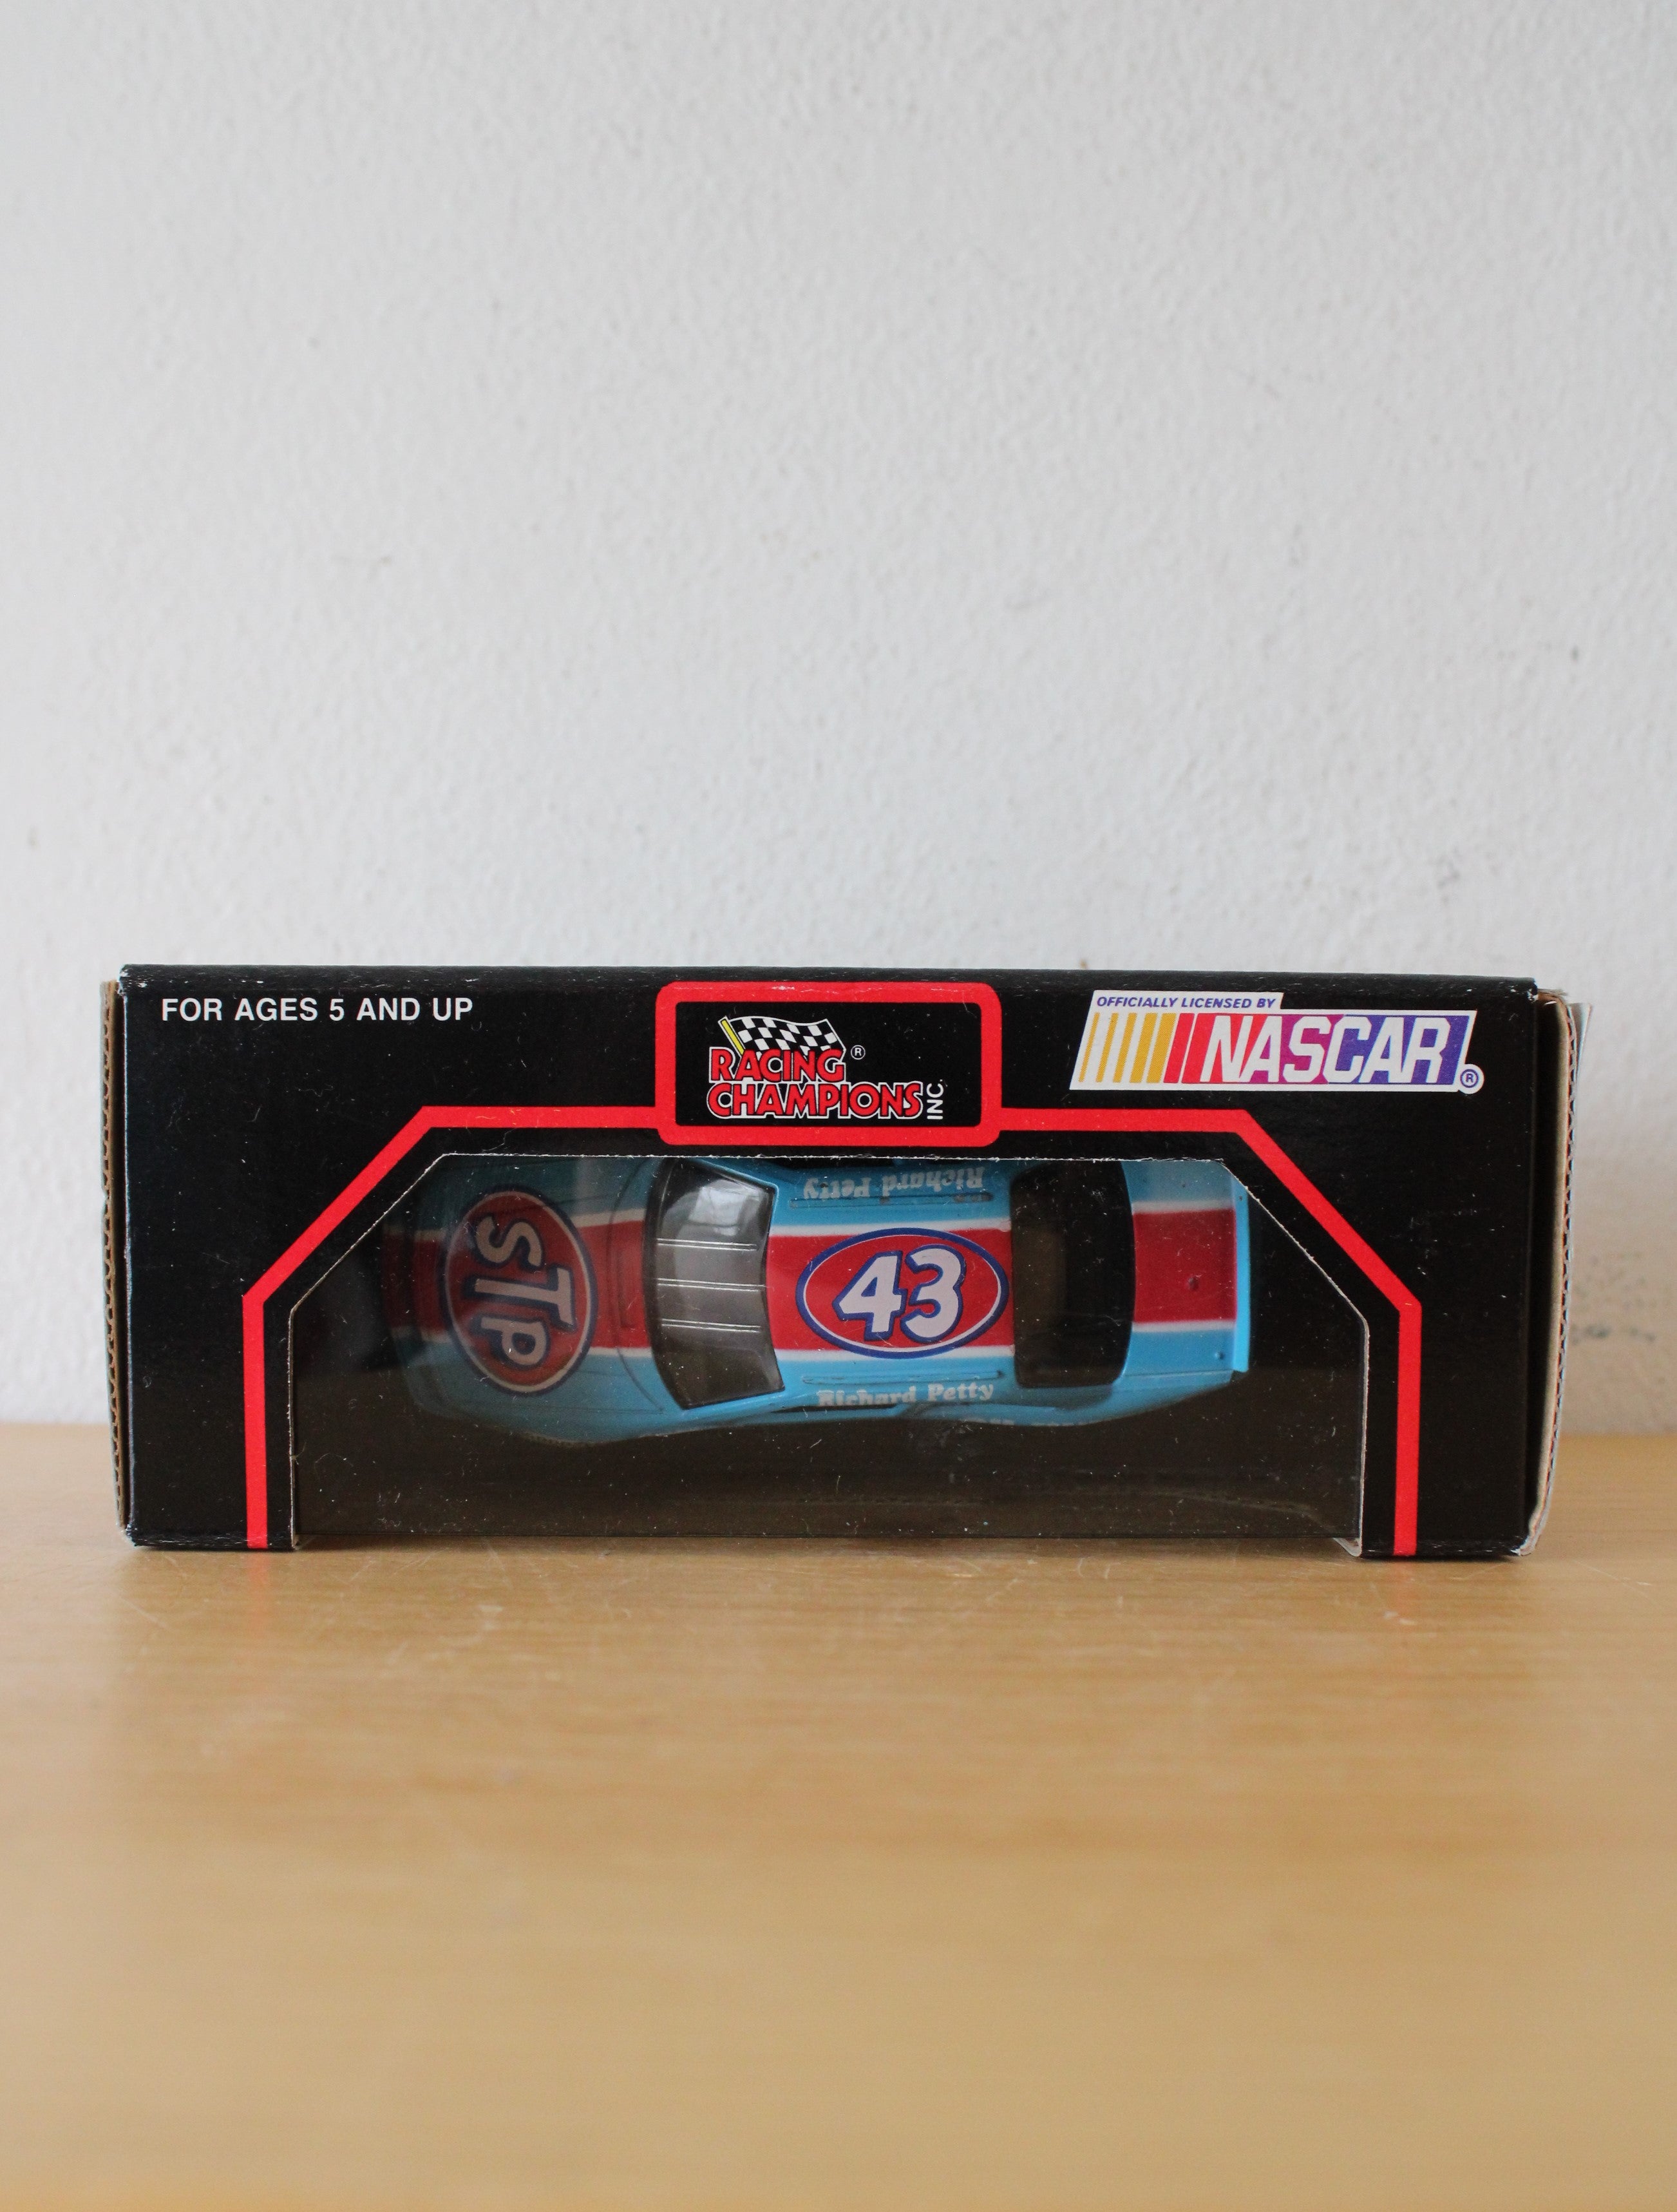 FOR AGES 5 AND UP
RACING ®
CHAMPIONS INC.
OFFICIALLY LICENSED BY
NASCAR ®
Richard Petty
STP
43
Richard Petty